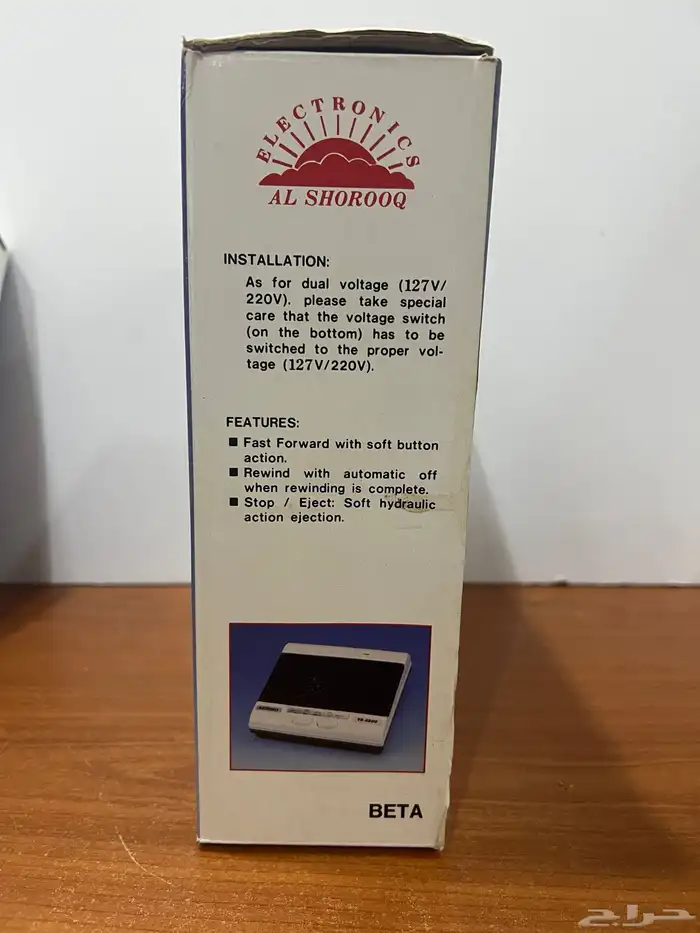 ELECTRONICS
AL SHOROOQ
INSTALLATION:
As for dual voltage (127V/
220V). please take special
care that the voltage switch
(on the bottom) has to be
switched to the proper vol-
tage (127V/220V).
FEATURES:
■ Fast Forward with soft button
action.
■ Rewind with automatic off
when rewinding is complete.
■ Stop / Eject: Soft hydraulic
action ejection.
BETA
حراج